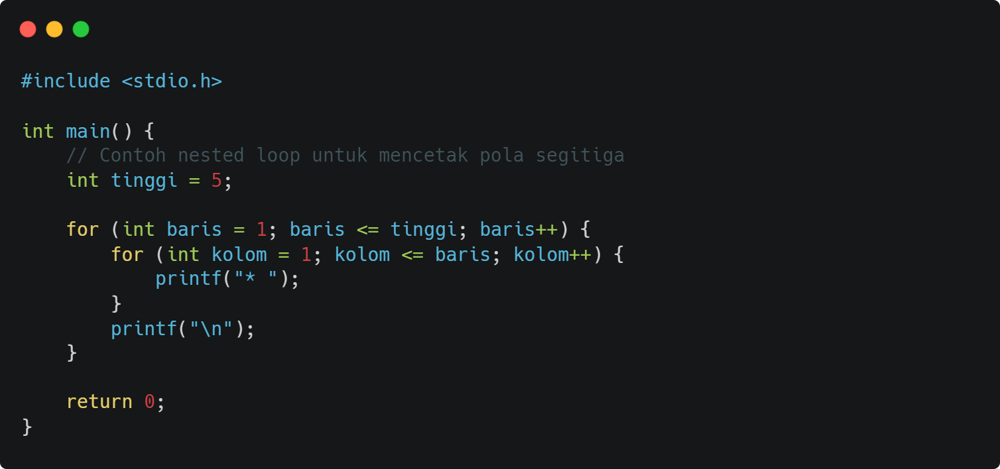 #include <stdio.h>

int main() {
    // Contoh nested loop untuk mencetak pola segitiga
    int tinggi = 5;

    for (int baris = 1; baris <= tinggi; baris++) {
        for (int kolom = 1; kolom <= baris; kolom++) {
            printf("* ");
        }
        printf("\n");
    }

    return 0;
}